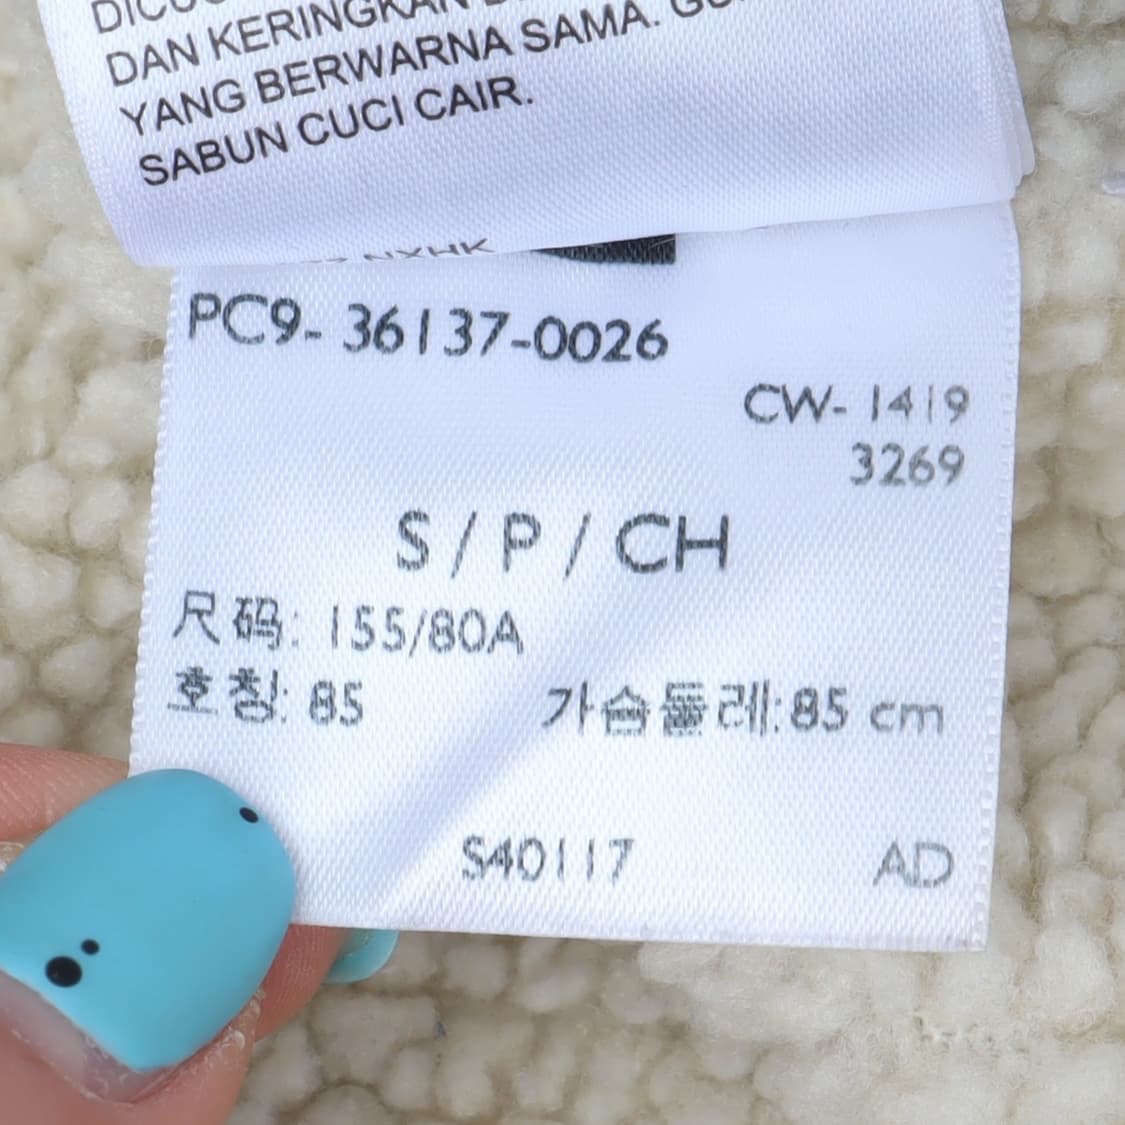 DAN KERINGKAN
YANG BERWARNA SAMA.
SABUN CUCI CAIR.
NXHK
PC9- 36137-0026
CW- 1419
3269
S / P / CH
尺码: 155/80A
호칭: 85 가슴둘레: 85 cm
S40117 AD